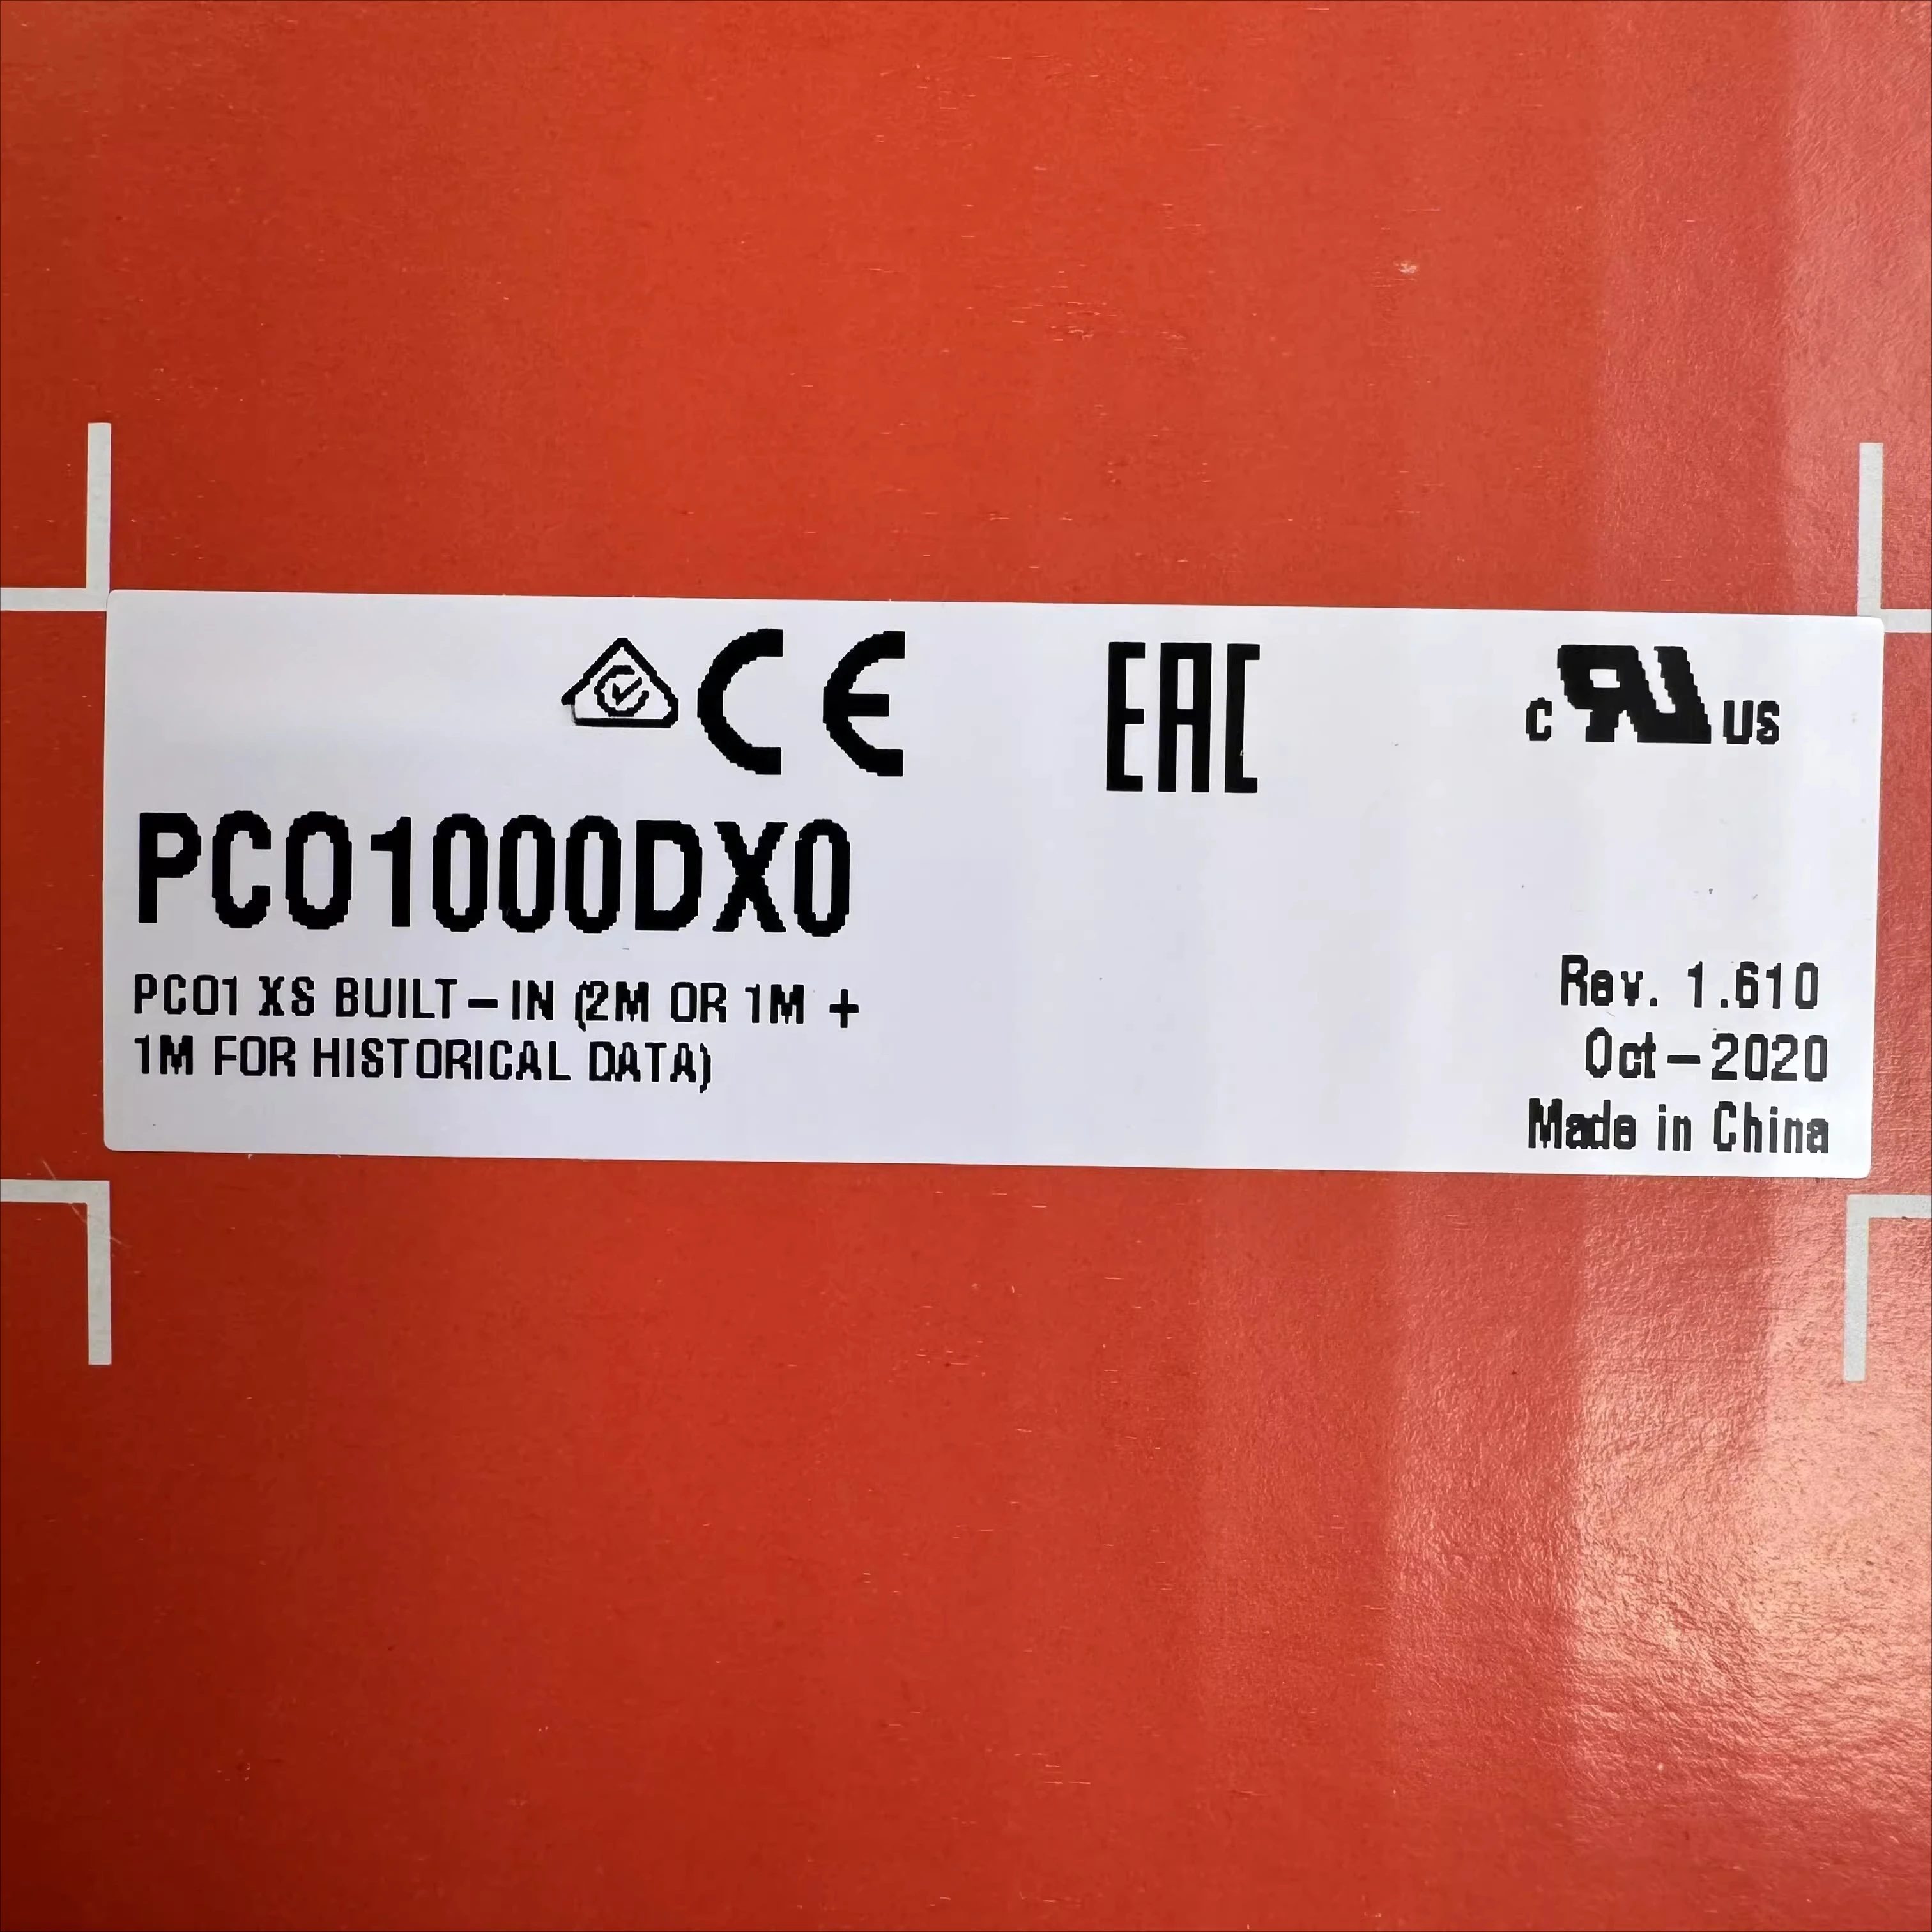 CE
EAC
c RU US
PCO1000DX0
PCO1 XS BUILT-IN (2M OR 1M +
1M FOR HISTORICAL DATA)
Rev. 1.610
Oct-2020
Made in China